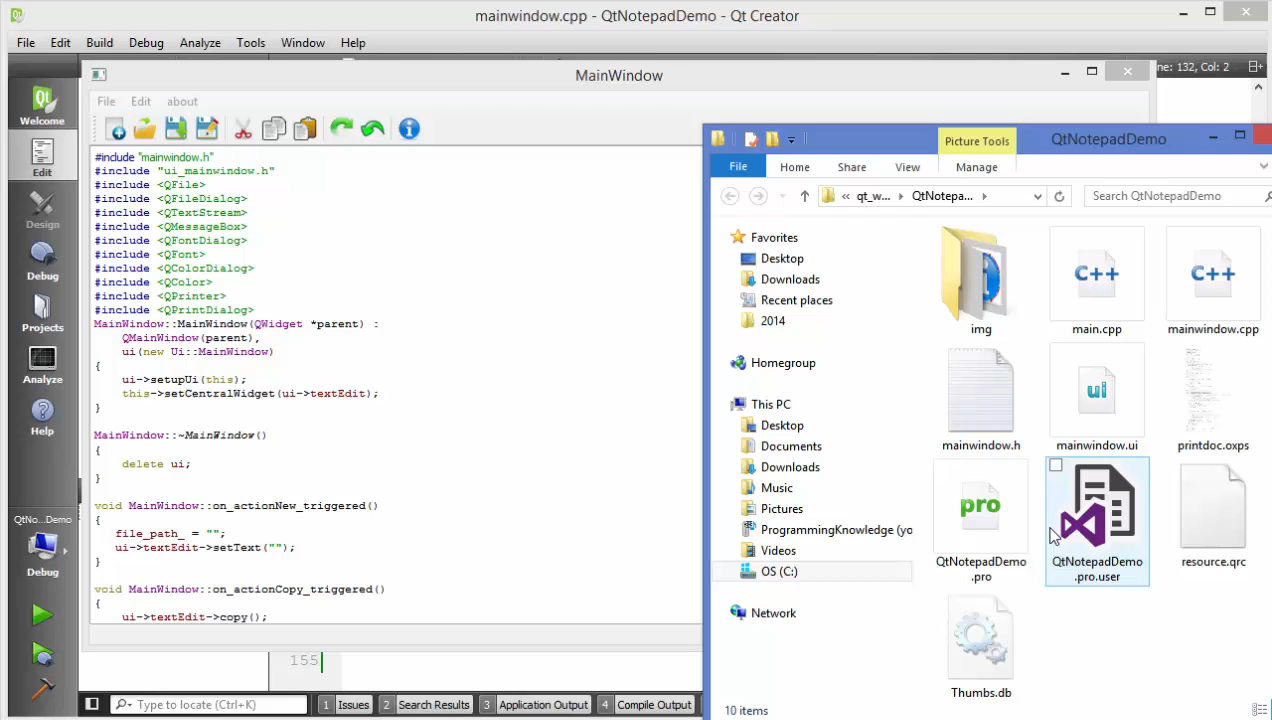 mainwindow.cpp - QtNotepadDemo - Qt Creator
File Edit Build Debug Analyze Tools Window Help
ne: 132, Col: 2
Welcome
Edit
Design
Debug
Projects
Analyze
Help
QtNo...Demo
Debug
MainWindow
File Edit about
#include "mainwindow.h"
#include "ui_mainwindow.h"
#include <QFile>
#include <QFileDialog>
#include <QTextStream>
#include <QMessageBox>
#include <QFontDialog>
#include <QFont>
#include <QColorDialog>
#include <QColor>
#include <QPrinter>
#include <QPrintDialog>
MainWindow::MainWindow(QWidget *parent) :
QMainWindow(parent),
ui(new Ui::MainWindow)
{
ui->setupUi(this);
this->setCentralWidget(ui->textEdit);
}
MainWindow::~MainWindow()
{
delete ui;
}
void MainWindow::on_actionNew_triggered()
{
file_path_ = "";
ui->textEdit->setText("");
}
void MainWindow::on_actionCopy_triggered()
{
ui->textEdit->copy();
155
Type to locate (Ctrl+K) 1 Issues 2 Search Results 3 Application Output 4 Compile Output
Picture Tools QtNotepadDemo
File Home Share View Manage
« qt_w... QtNotepa... Search QtNotepadDemo
Favorites
Desktop
Downloads
Recent places
2014
Homegroup
This PC
Desktop
Documents
Downloads
Music
Pictures
ProgrammingKnowledge (yo
Videos
OS (C:)
Network
C++ C++
img main.cpp mainwindow.cpp
ui
mainwindow.h mainwindow.ui printdoc.oxps
pro
QtNotepadDemo QtNotepadDemo resource.qrc
.pro .pro.user
Thumbs.db
10 items